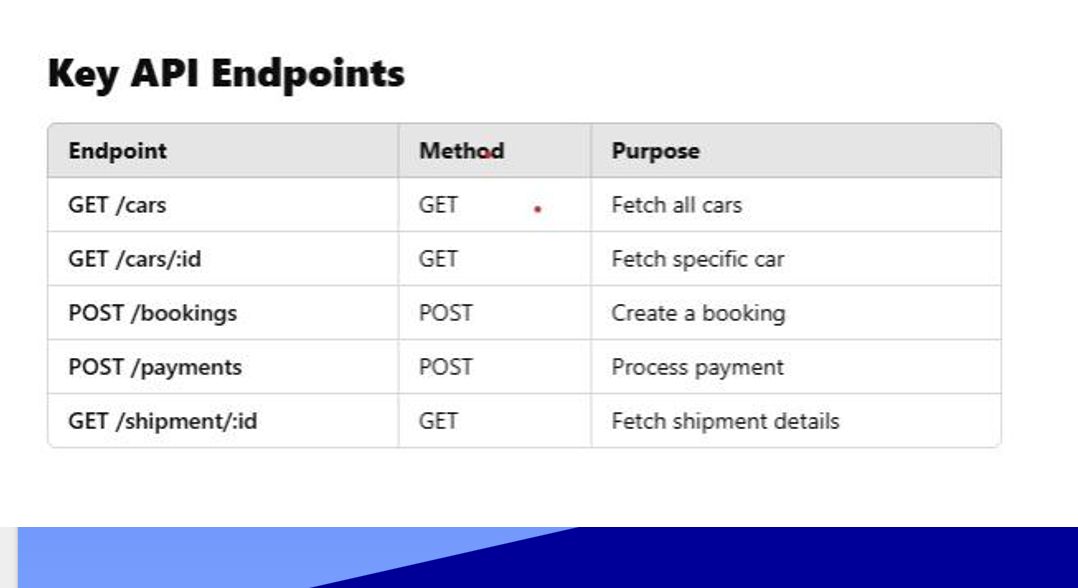 Key API Endpoints
Endpoint Method Purpose
GET /cars GET Fetch all cars
GET /cars/:id GET Fetch specific car
POST /bookings POST Create a booking
POST /payments POST Process payment
GET /shipment/:id GET Fetch shipment details